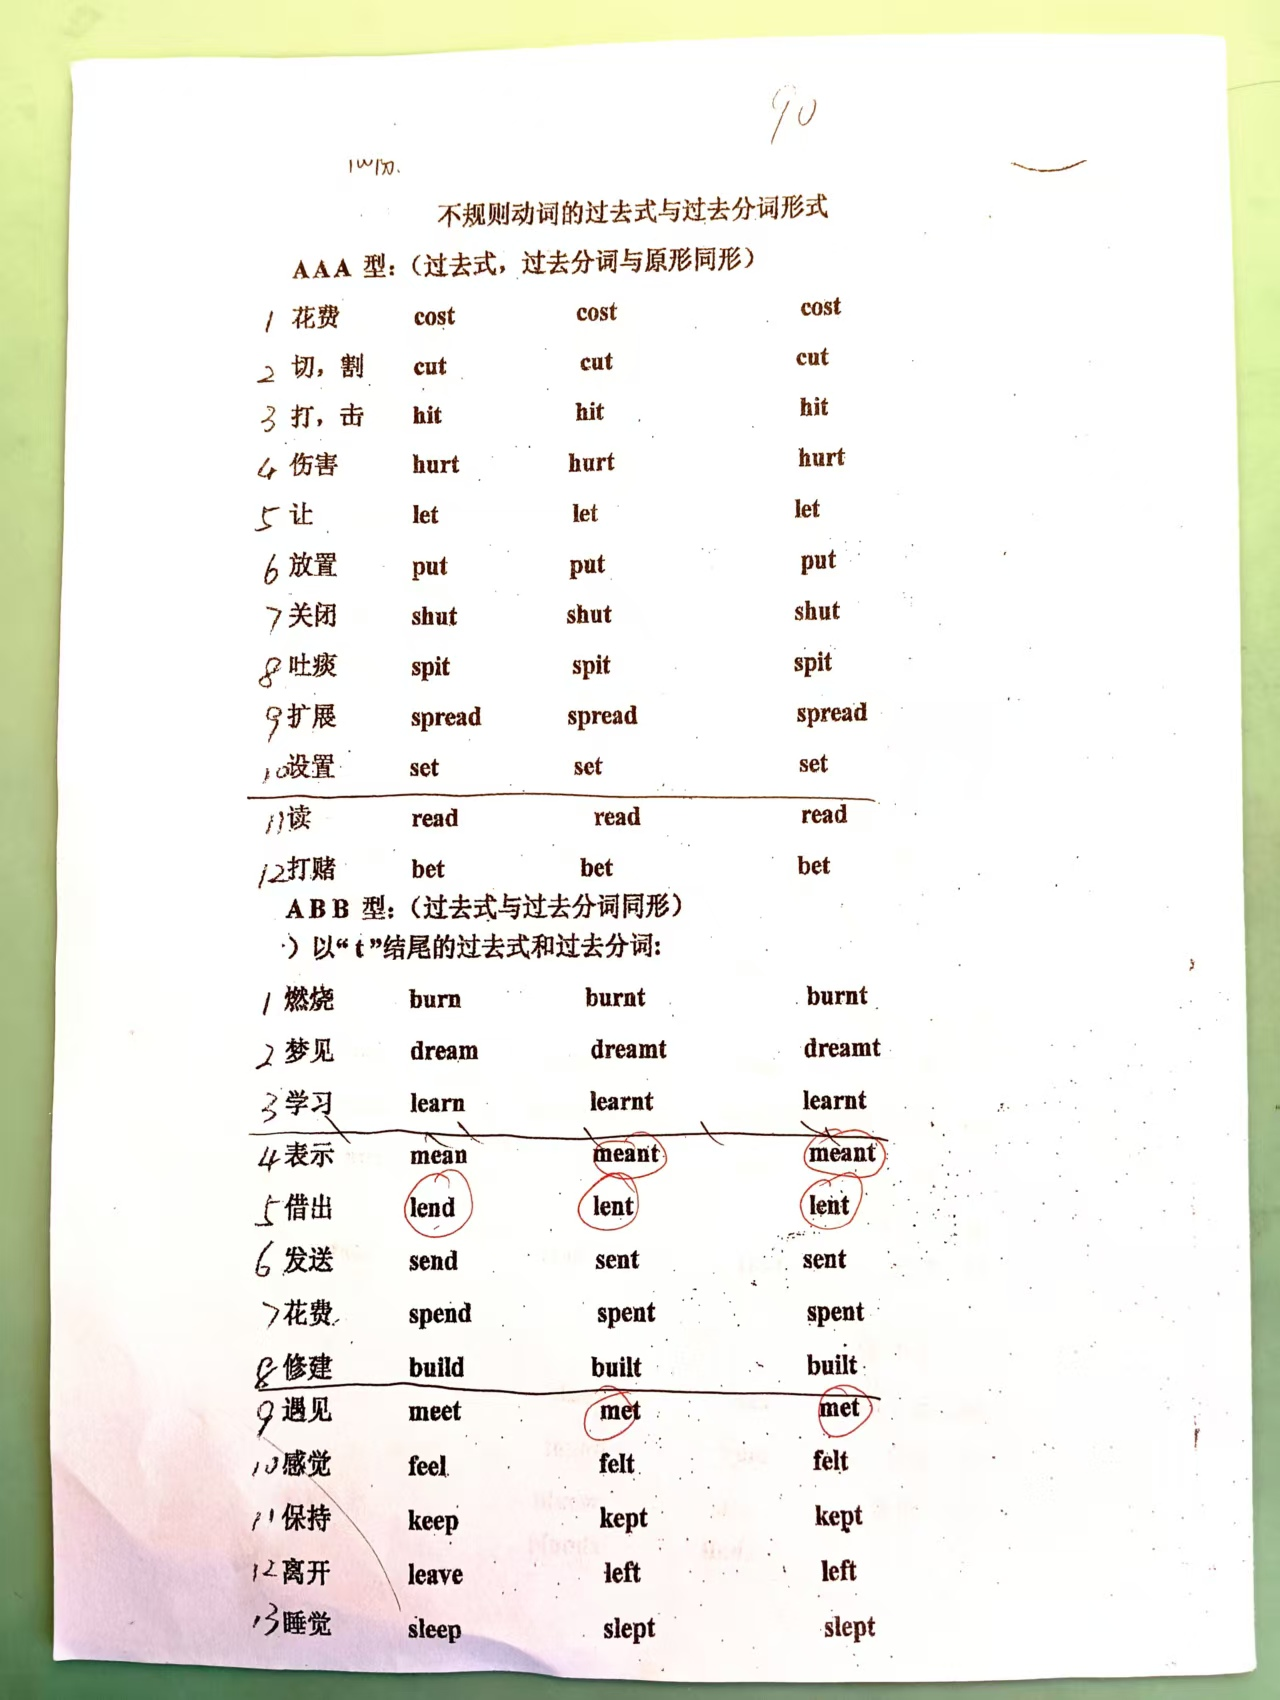 90
不规则动词的过去式与过去分词形式
AAA 型：（过去式，过去分词与原形同形）
1 花费 cost cost cost
2 切，割 cut cut cut
3 打，击 hit hit hit
4 伤害 hurt hurt hurt
5 让 let let let
6 放置 put put put
7 关闭 shut shut shut
8 吐痰 spit spit spit
9 扩展 spread spread spread
10 设置 set set set
11 读 read read read
12 打赌 bet bet bet
ABB 型：（过去式与过去分词同形）
）以“t”结尾的过去式和过去分词：
1 燃烧 burn burnt burnt
2 梦见 dream dreamt dreamt
3 学习 learn learnt learnt
4 表示 mean meant meant
5 借出 lend lent lent
6 发送 send sent sent
7 花费 spend spent spent
8 修建 build built built
9 遇见 meet met met
10 感觉 feel felt felt
11 保持 keep kept kept
12 离开 leave left left
13 睡觉 sleep slept slept